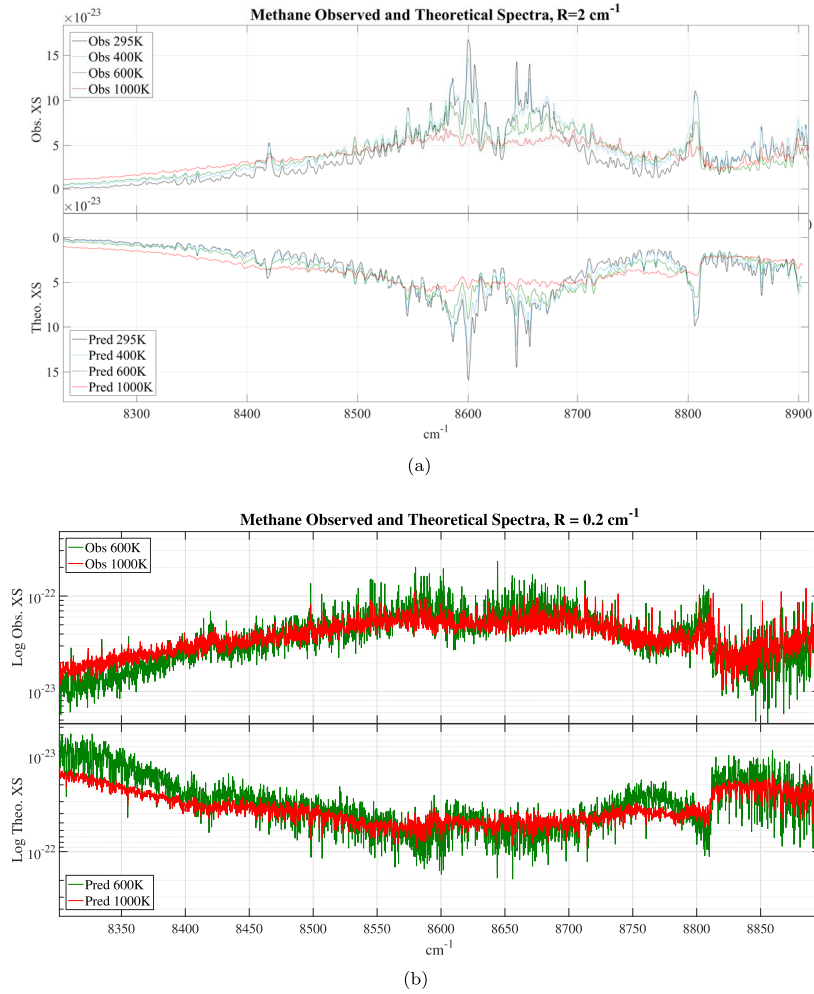 Methane Observed and Theoretical Spectra, R=2 cm-1
×10-23
Obs 295K
Obs 400K
Obs 600K
Obs 1000K
15
10
5
0
Obs. XS
×10-23
)
0
5
10
15
Theo. XS
Pred 295K
Pred 400K
Pred 600K
Pred 1000K
8300 8400 8500 8600 8700 8800 8900
cm-1
(a)
Methane Observed and Theoretical Spectra, R = 0.2 cm-1
Obs 600K
Obs 1000K
10-22
10-23
Log Obs. XS
10-23
10-22
Log Theo. XS
Pred 600K
Pred 1000K
8350 8400 8450 8500 8550 8600 8650 8700 8750 8800 8850
cm-1
(b)